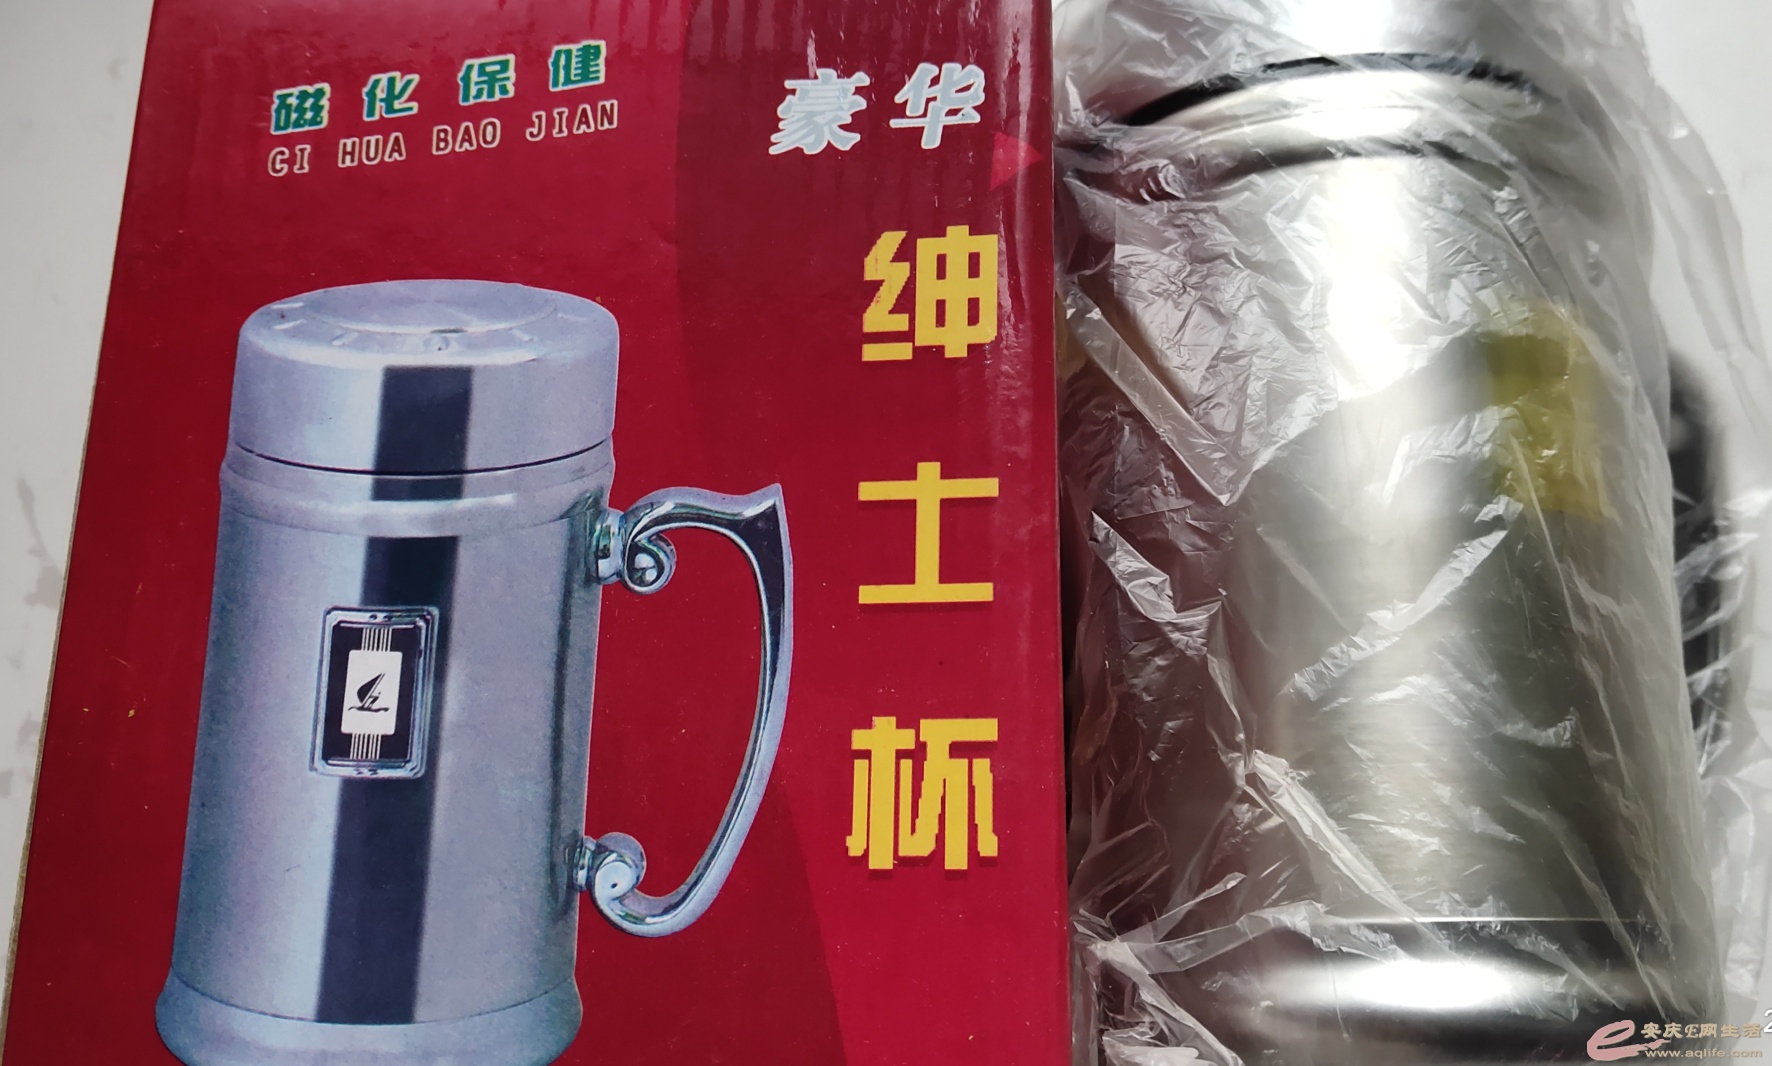 磁化保健
CI HUA BAO JIAN
豪华
绅士杯
安庆E网生活
www.aqlife.com
2